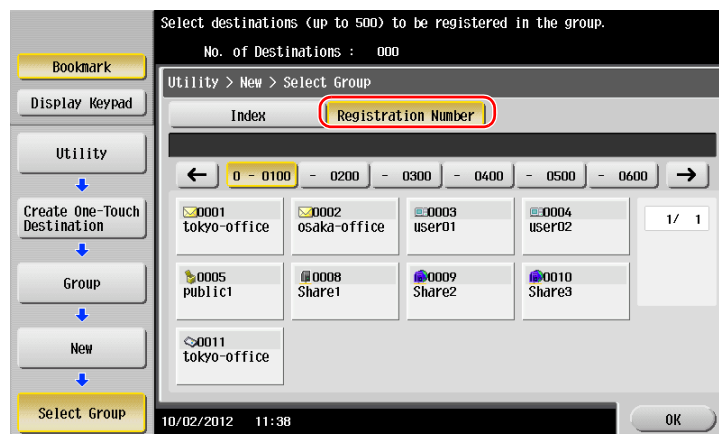 Select destinations (up to 500) to be registered in the group.
No. of Destinations : 000
Bookmark
Display Keypad
Utility
Create One-Touch
Destination
Group
New
Select Group
Utility > New > Select Group
Index
Registration Number
← 0 - 0100 - 0200 - 0300 - 0400 - 0500 - 0600 →
0001
tokyo-office
0002
osaka-office
0003
user01
0004
user02
1/ 1
0005
public1
0008
Share1
0009
Share2
0010
Share3
0011
tokyo-office
10/02/2012 11:38
OK